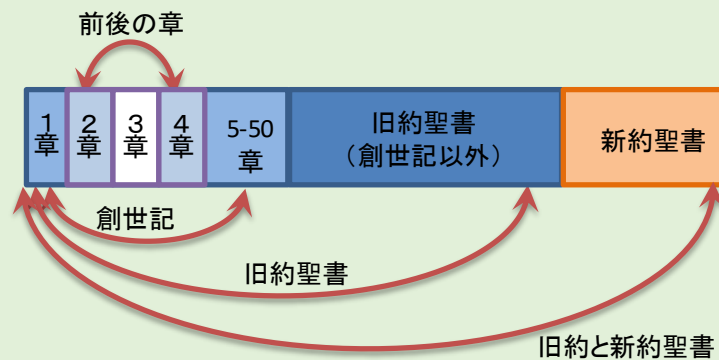 前後の章
1章
2章
3章
4章
5-50
章
旧約聖書
（創世記以外）
新約聖書
創世記
旧約聖書
旧約と新約聖書